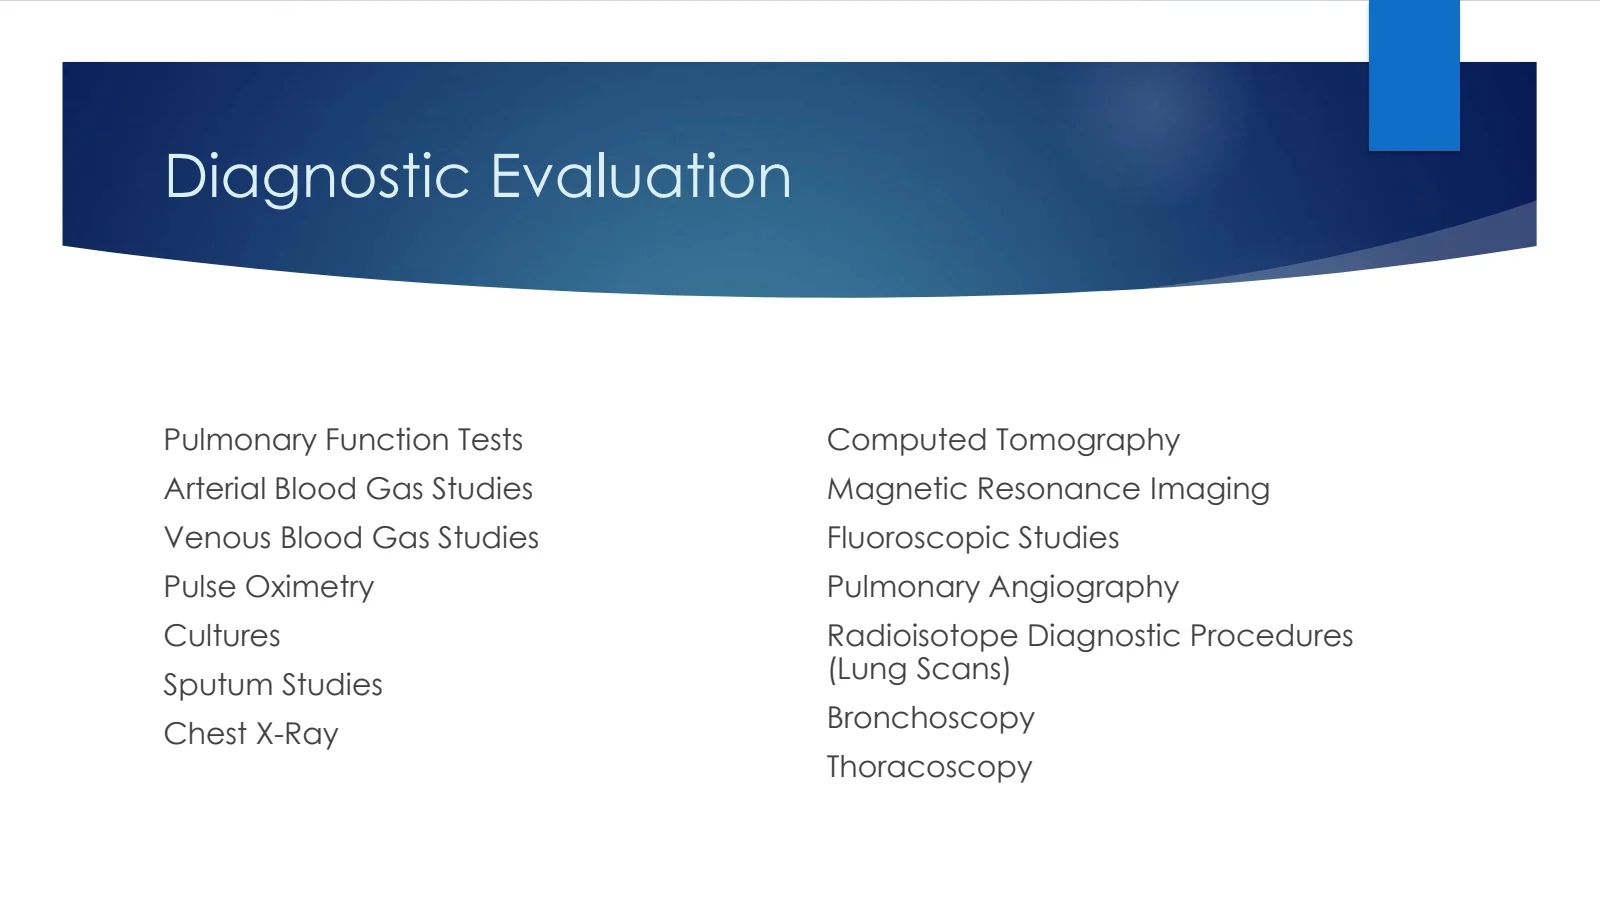 Diagnostic Evaluation
Pulmonary Function Tests
Arterial Blood Gas Studies
Venous Blood Gas Studies
Pulse Oximetry
Cultures
Sputum Studies
Chest X-Ray
Computed Tomography
Magnetic Resonance Imaging
Fluoroscopic Studies
Pulmonary Angiography
Radioisotope Diagnostic Procedures
(Lung Scans)
Bronchoscopy
Thoracoscopy